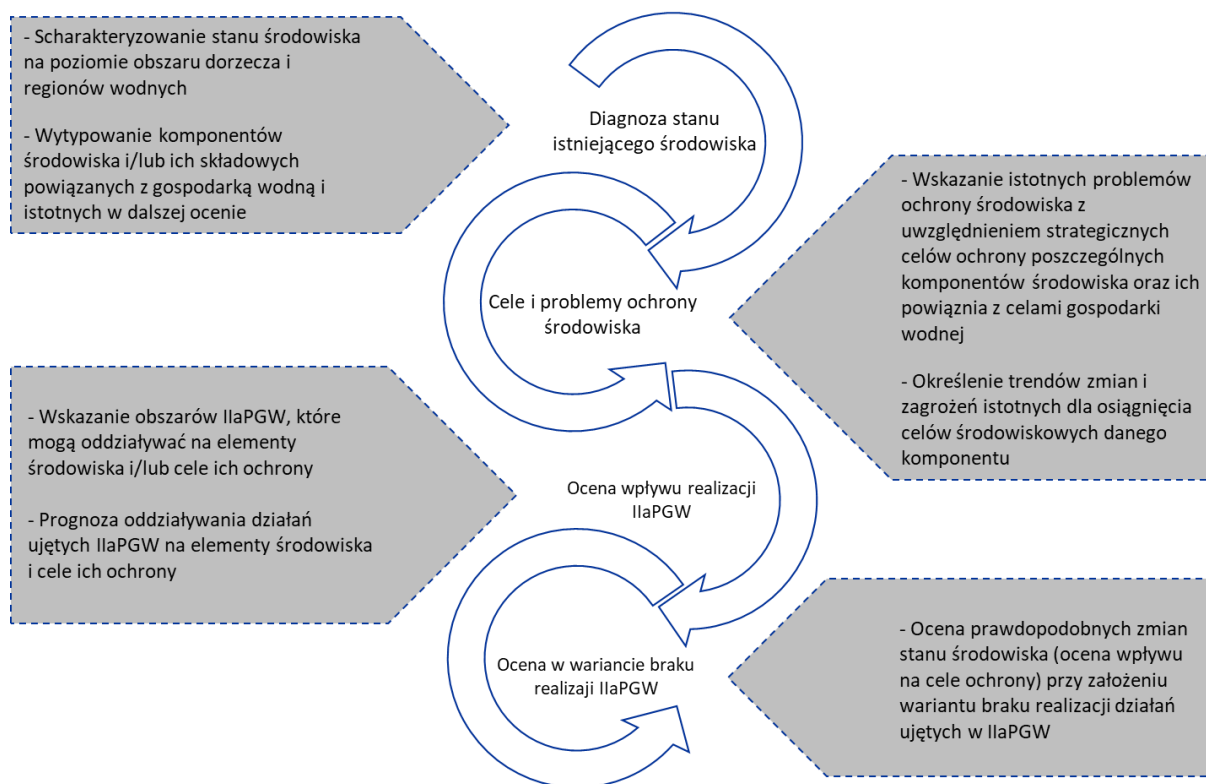 - Scharakteryzowanie stanu środowiska
na poziomie obszaru dorzecza i
regionów wodnych
- Wytypowanie komponentów
środowiska i/lub ich składowych
powiązanych z gospodarką wodną i
istotnych w dalszej ocenie
Diagnoza stanu
istniejącego środowiska
- Wskazanie istotnych problemów
ochrony środowiska z
uwzględnieniem strategicznych
celów ochrony poszczególnych
komponentów środowiska oraz ich
powiąznia z celami gospodarki
wodnej
- Określenie trendów zmian i
zagrożeń istotnych dla osiągnięcia
celów środowiskowych danego
komponentu
Cele i problemy ochrony
środowiska
- Wskazanie obszarów IIaPGW, które
mogą oddziaływać na elementy
środowiska i/lub cele ich ochrony
- Prognoza oddziaływania działań
ujętych IIaPGW na elementy środowiska
i cele ich ochrony
Ocena wpływu realizacji
IIaPGW
Ocena w wariancie braku
realizaji IIaPGW
- Ocena prawdopodobnych zmian
stanu środowiska (ocena wpływu
na cele ochrony) przy założeniu
wariantu braku realizacji działań
ujętych w IIaPGW